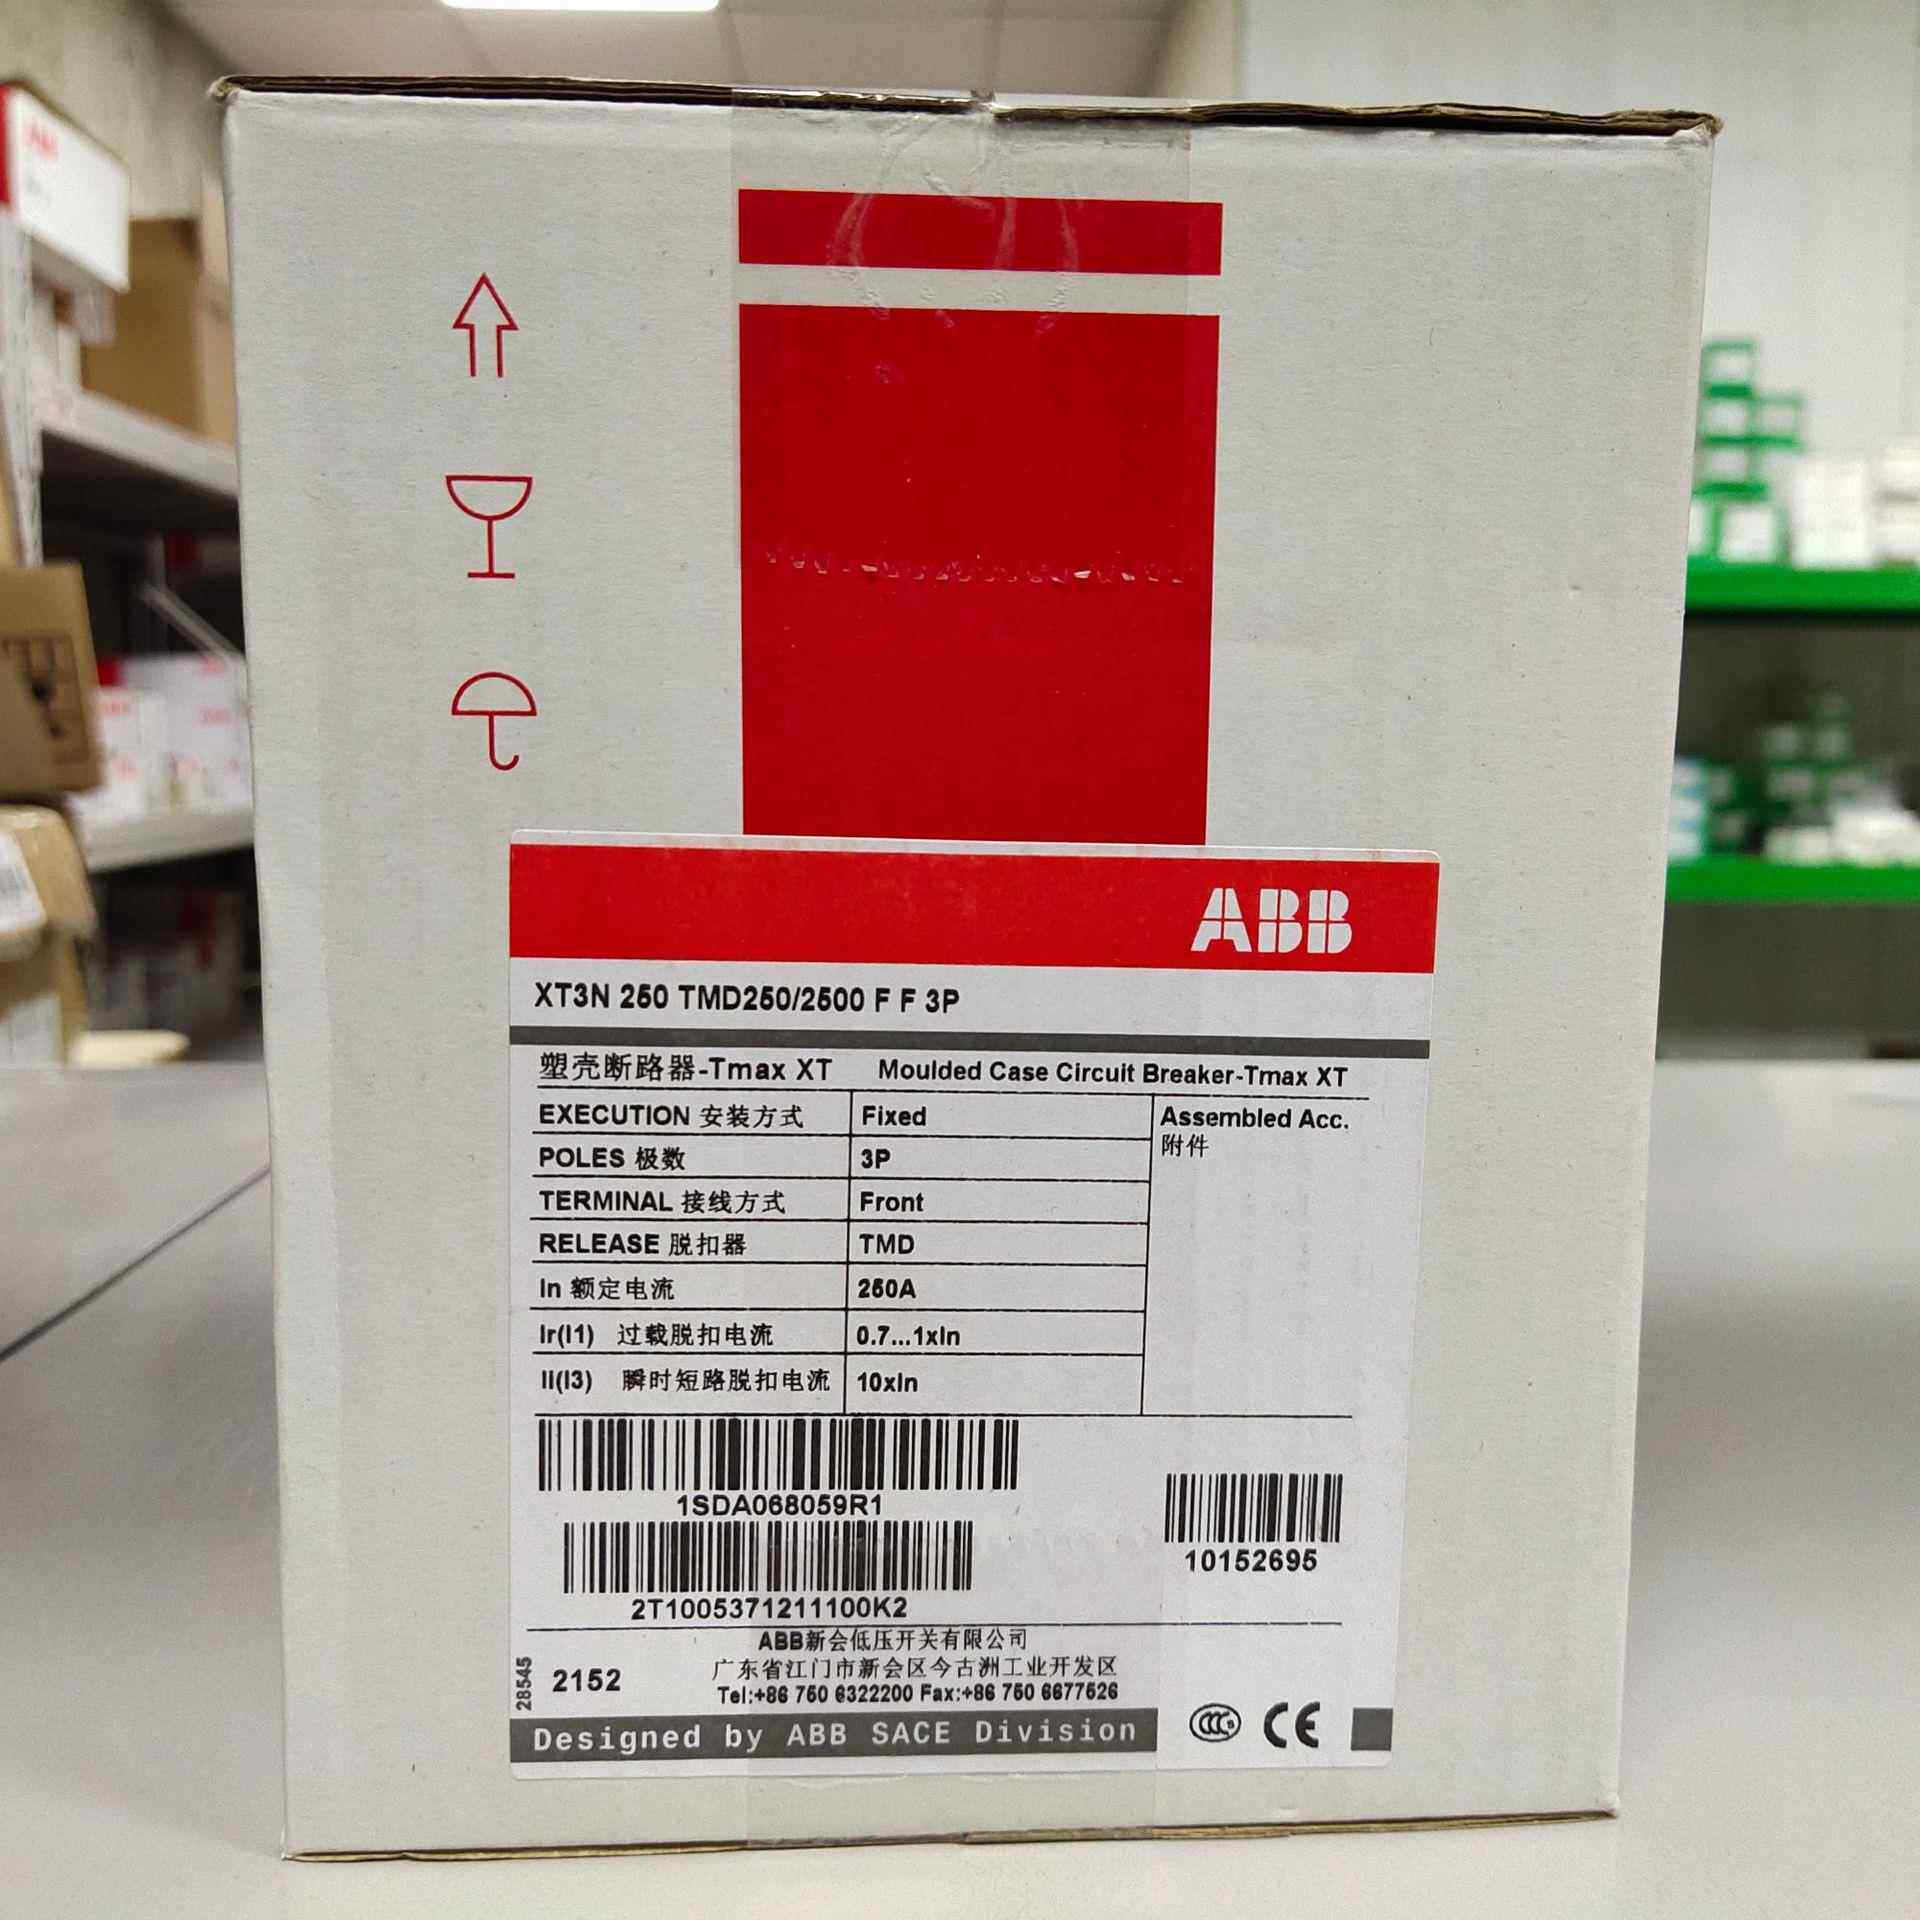 ABB
XT3N 250 TMD250/2500 F F 3P
塑壳断路器-Tmax XT Moulded Case Circuit Breaker-Tmax XT
EXECUTION 安装方式 Fixed Assembled Acc.
附件
POLES 极数 3P
TERMINAL 接线方式 Front
RELEASE 脱扣器 TMD
In 额定电流 250A
Ir(I1) 过载脱扣电流 0.7...1xIn
Ii(I3) 瞬时短路脱扣电流 10xIn
1SDA068059R1
10152695
2T1005371211100K2
ABB新会低压开关有限公司
28545
2152
广东省江门市新会区今古洲工业开发区
Tel:+86 750 6322200 Fax:+86 750 6677526
Designed by ABB SACE Division
CCC
CE